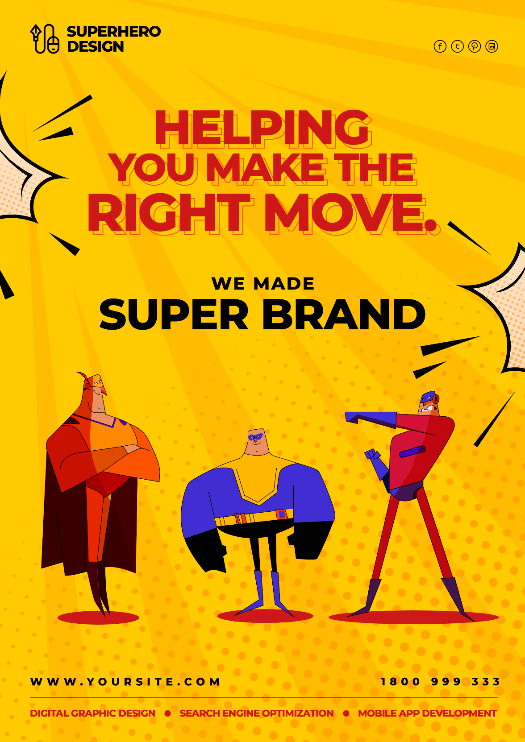 SUPERHERO
DESIGN
HELPING
YOU MAKE THE
RIGHT MOVE.
WE MADE
SUPER BRAND
WWW.YOURSITE.COM 1800 999 333
DIGITAL GRAPHIC DESIGN ● SEARCH ENGINE OPTIMIZATION ● MOBILE APP DEVELOPMENT